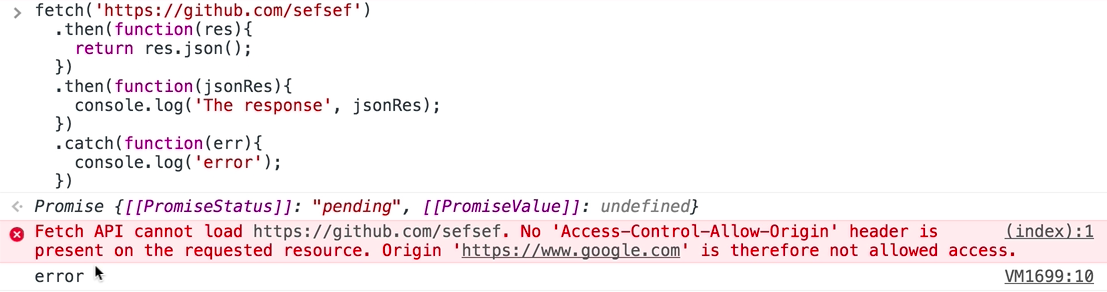 > fetch('https://github.com/sefsef')
.then(function(res){
return res.json();
})
.then(function(jsonRes){
console.log('The response', jsonRes);
})
.catch(function(err){
console.log('error');
})
Promise {[[PromiseStatus]]: "pending", [[PromiseValue]]: undefined}
Fetch API cannot load https://github.com/sefsef. No 'Access-Control-Allow-Origin' header is (index):1
present on the requested resource. Origin 'https://www.google.com' is therefore not allowed access.
error VM1699:10